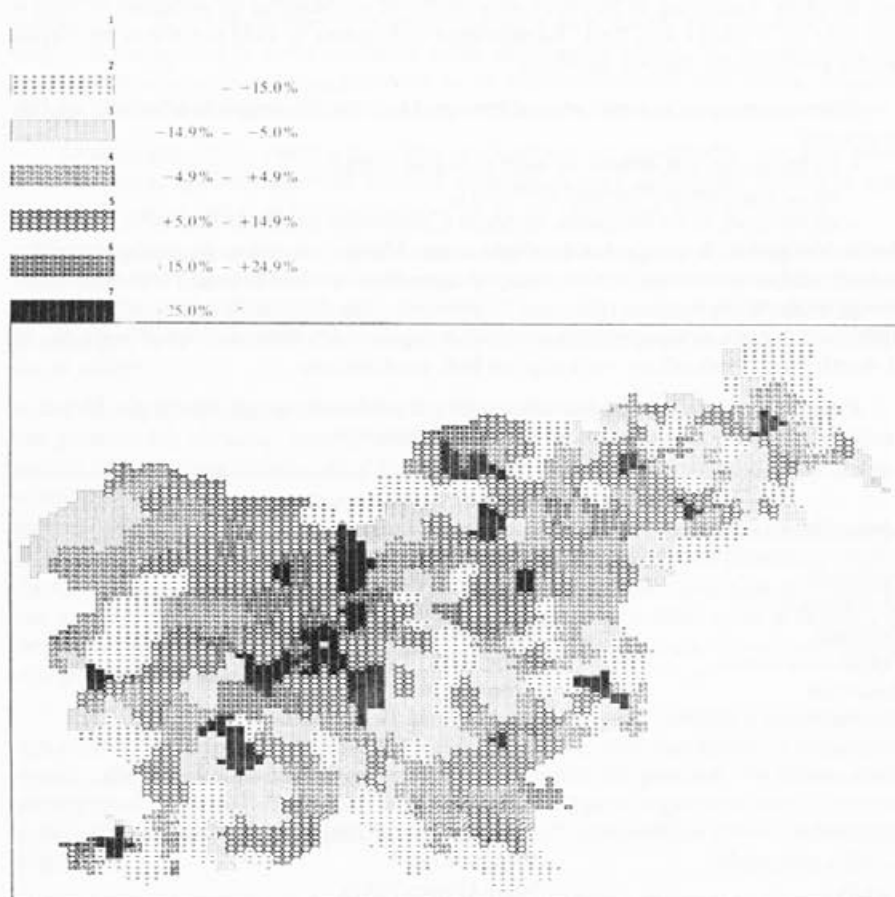 1
2
– –15.0%
3
–14.9% – –5.0%
4
–4.9% – +4.9%
5
+5.0% – +14.9%
6
+15.0% – +24.9%
7
+25.0% –